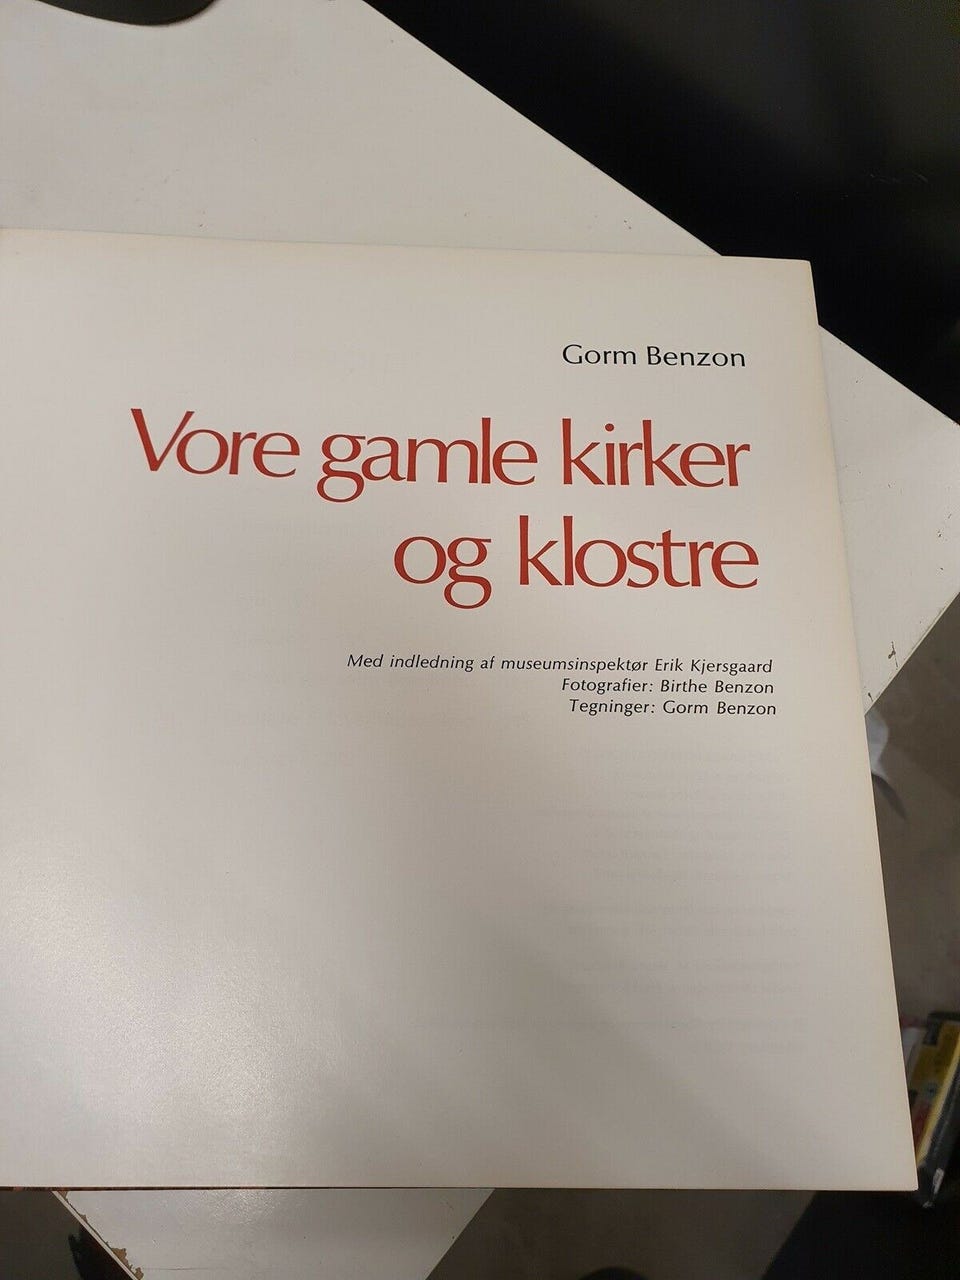 Gorm Benzon
Vore gamle kirker
og klostre
Med indledning af museumsinspektør Erik Kjersgaard
Fotografier: Birthe Benzon
Tegninger: Gorm Benzon